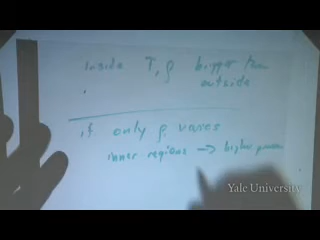 Inside T, ρ bigger than
outside
if only ρ varies
inner regions → higher pressure
Yale University